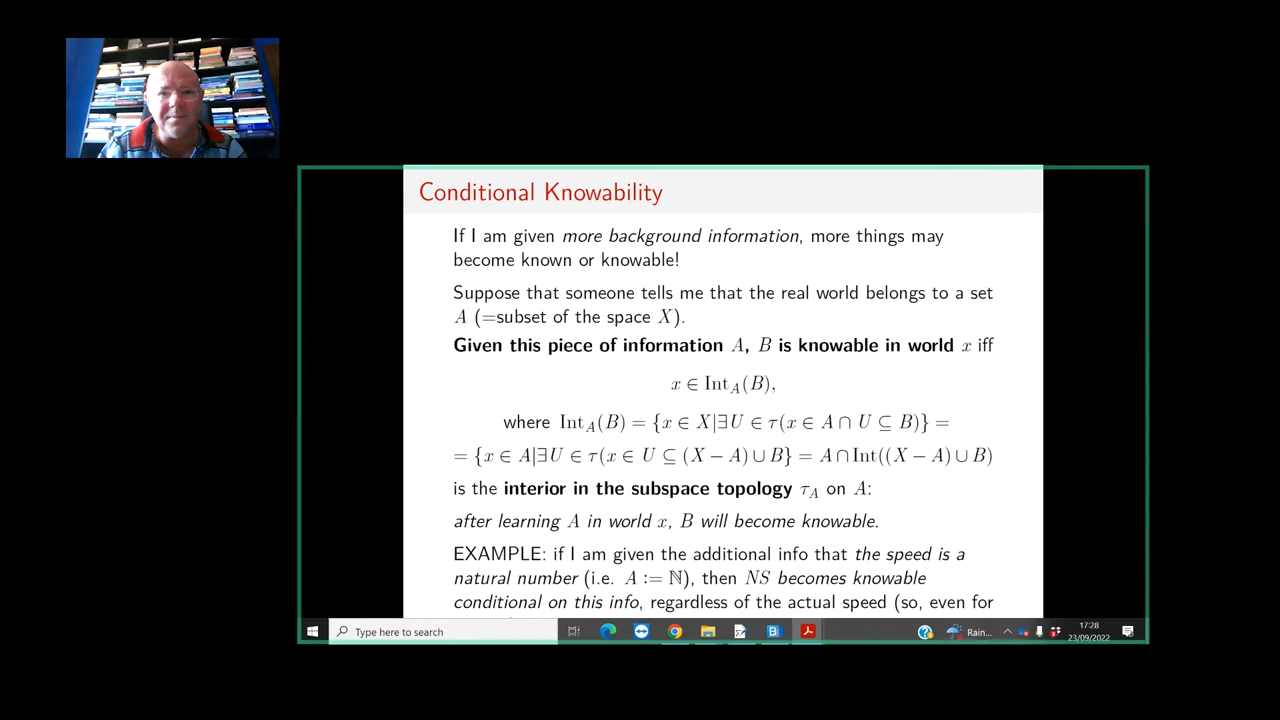 Conditional Knowability
If I am given more background information, more things may
become known or knowable!
Suppose that someone tells me that the real world belongs to a set
A (=subset of the space X).
Given this piece of information A, B is knowable in world x iff
x ∈ Int_A(B),
where Int_A(B) = {x ∈ X|∃U ∈ τ(x ∈ A ∩ U ⊆ B)} =
= {x ∈ A|∃U ∈ τ(x ∈ U ⊆ (X − A) ∪ B} = A ∩ Int((X − A) ∪ B)
is the interior in the subspace topology τ_A on A:
after learning A in world x, B will become knowable.
EXAMPLE: if I am given the additional info that the speed is a
natural number (i.e. A := ℕ), then NS becomes knowable
conditional on this info, regardless of the actual speed (so, even for
Type here to search
Rain...
17:28
23/09/2022